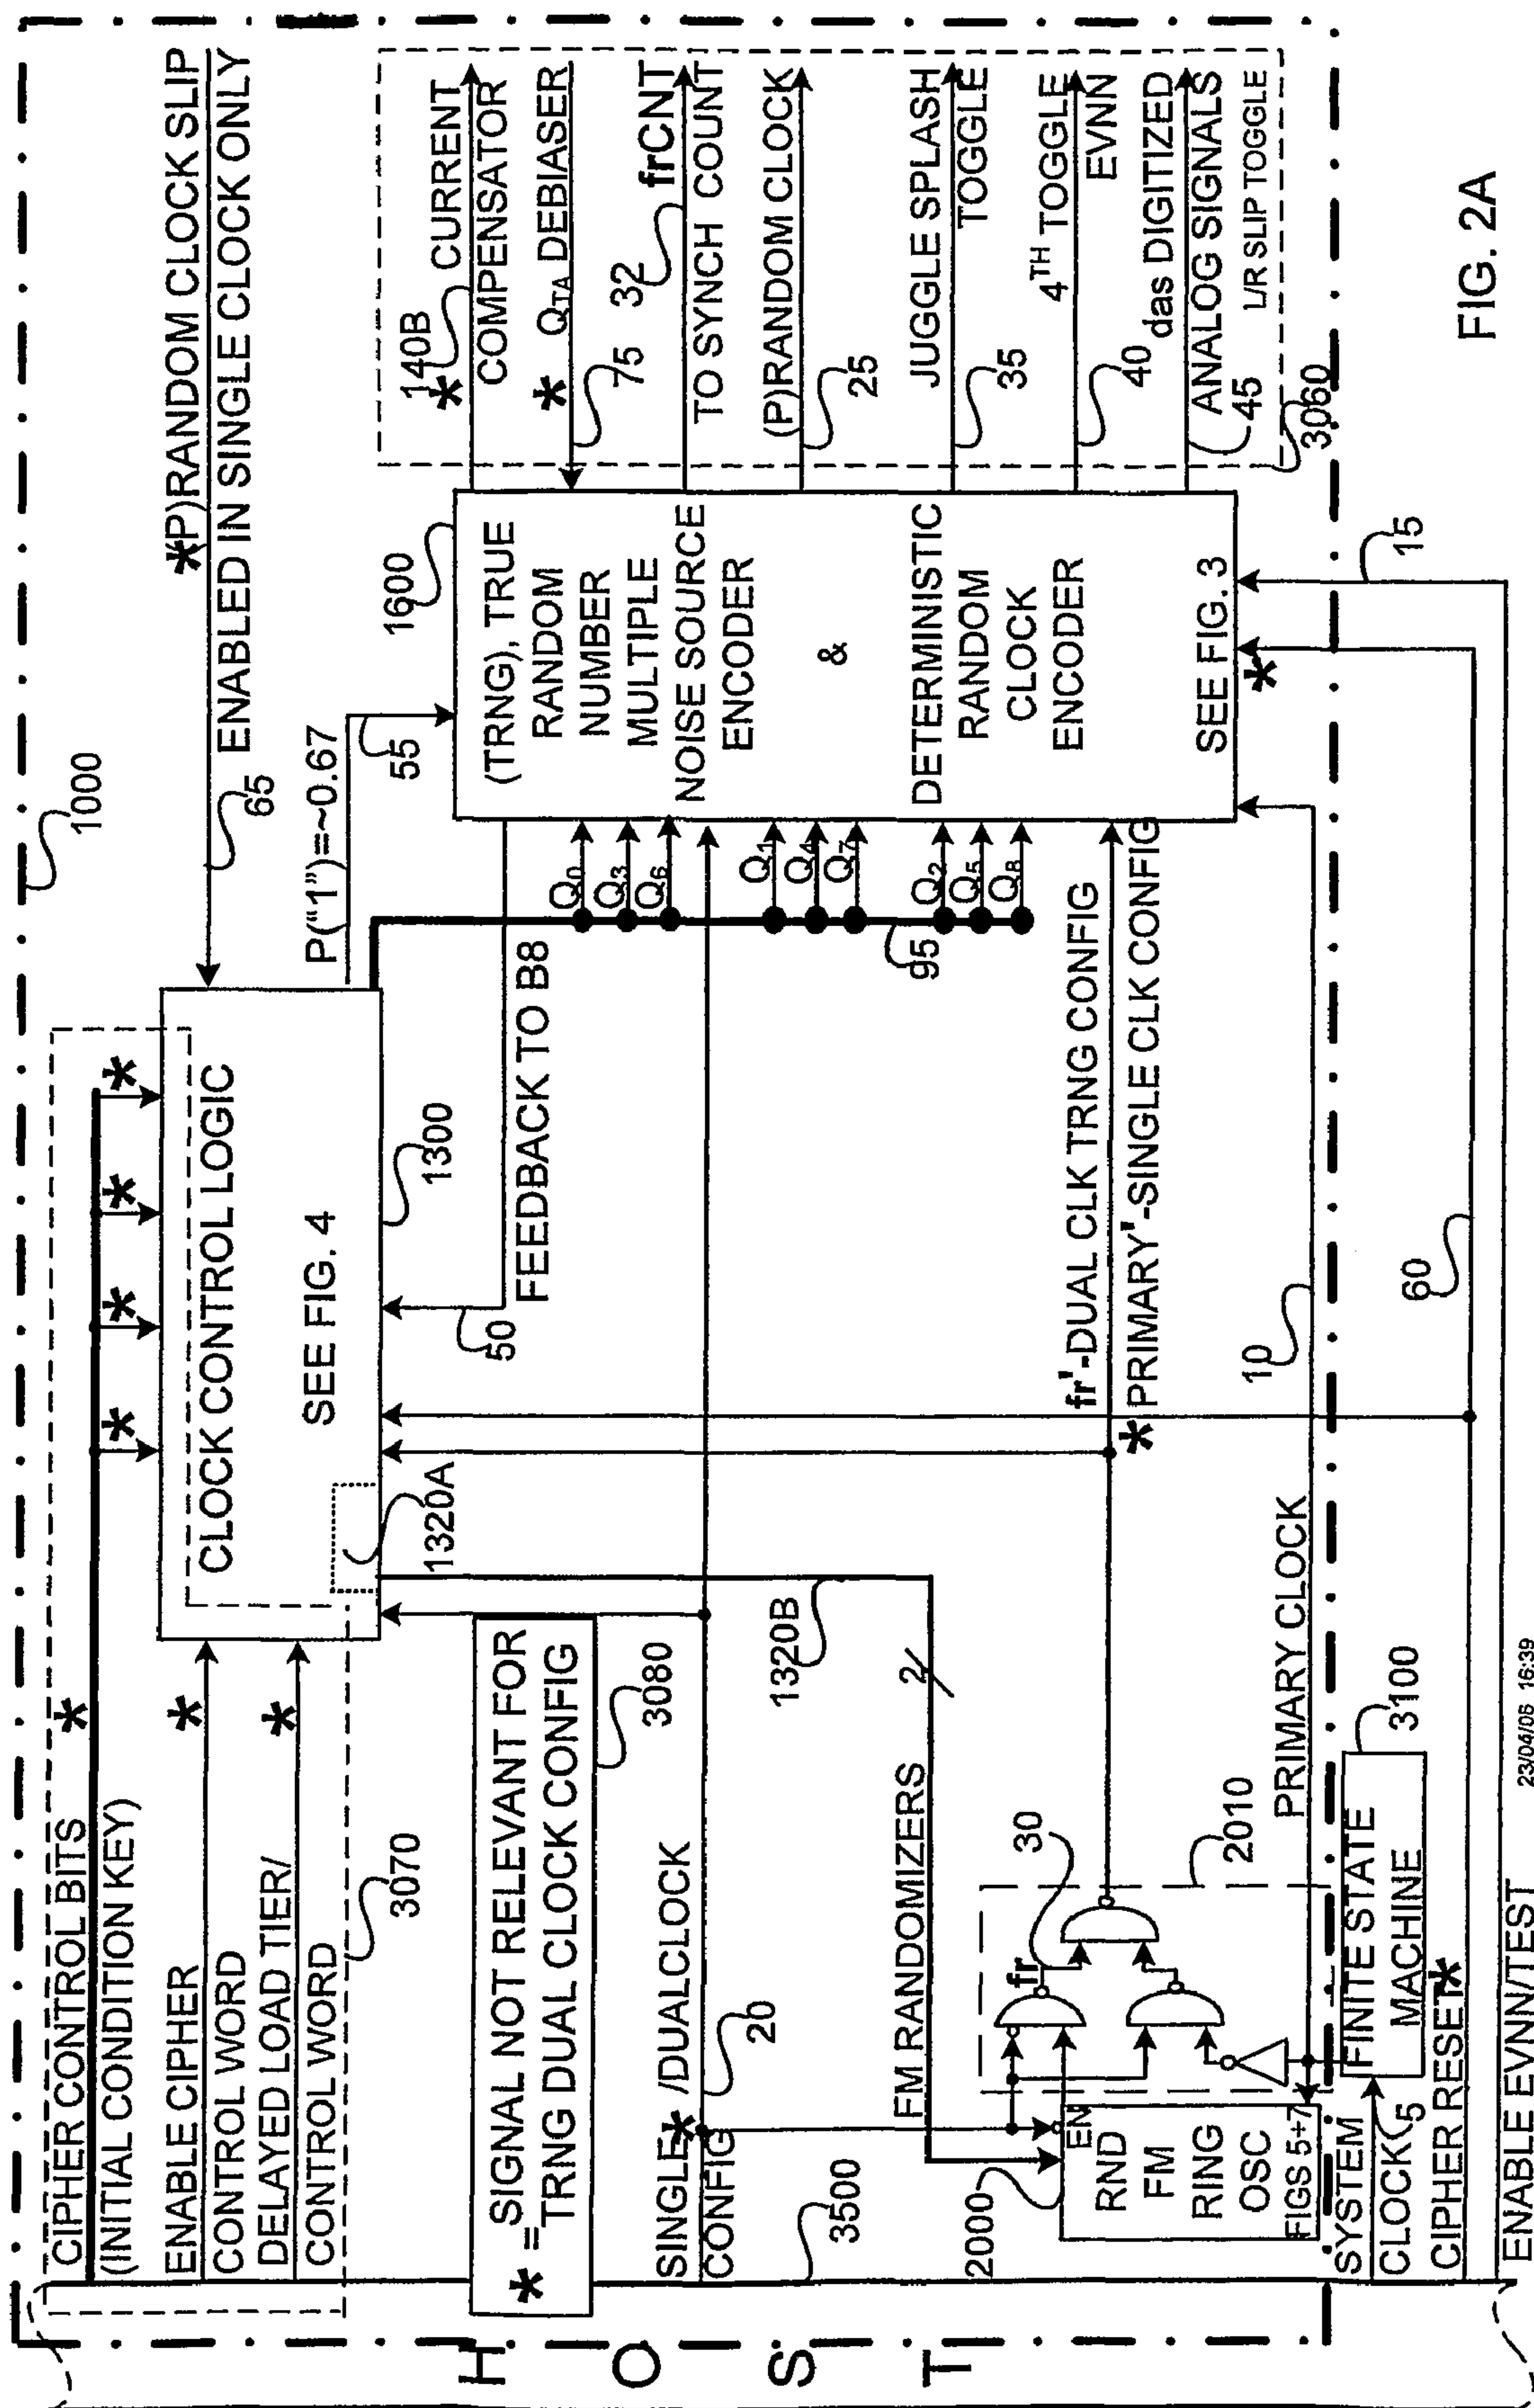 1000
*P)RANDOM CLOCK SLIP
65
ENABLED IN SINGLE CLOCK ONLY
CIPHER CONTROL BITS *
(INITIAL CONDITION KEY)
* * * *
ENABLE CIPHER *
CONTROL WORD
DELAYED LOAD TIER/ *
CONTROL WORD
3070
CLOCK CONTROL LOGIC
SEE FIG. 4
1300
1320A
P("1")=~0.67
55
50
FEEDBACK TO B8
* = SIGNAL NOT RELEVANT FOR
TRNG DUAL CLOCK CONFIG
3080
1600
(TRNG), TRUE
RANDOM
NUMBER
MULTIPLE
NOISE SOURCE
ENCODER
&
DETERMINISTIC
RANDOM
CLOCK
ENCODER
SEE FIG. 3
*
Q0
Q3
Q6
Q1
Q4
Q7
Q2
Q5
Q8
95
140B
* CURRENT
COMPENSATOR
* QTA DEBIASER
75
32
frCNT
TO SYNCH COUNT
(P)RANDOM CLOCK
25
JUGGLE SPLASH
TOGGLE
35
4TH TOGGLE
EVNN
40
das DIGITIZED
ANALOG SIGNALS
45
L/R SLIP TOGGLE
3060
SINGLE* /DUALCLOCK
CONFIG
20
3500
1320B
2
FM RANDOMIZERS
fr'-DUAL CLK TRNG CONFIG
* PRIMARY'-SINGLE CLK CONFIG
30
fr
2010
2000
EN
RND
FM
RING
OSC
FIGS 5+7
PRIMARY CLOCK
10
3100
FINITE STATE
MACHINE
SYSTEM
CLOCK
5
CIPHER RESET*
60
15
ENABLE EVNN/TEST
HOST
23/04/06 16:39
FIG. 2A